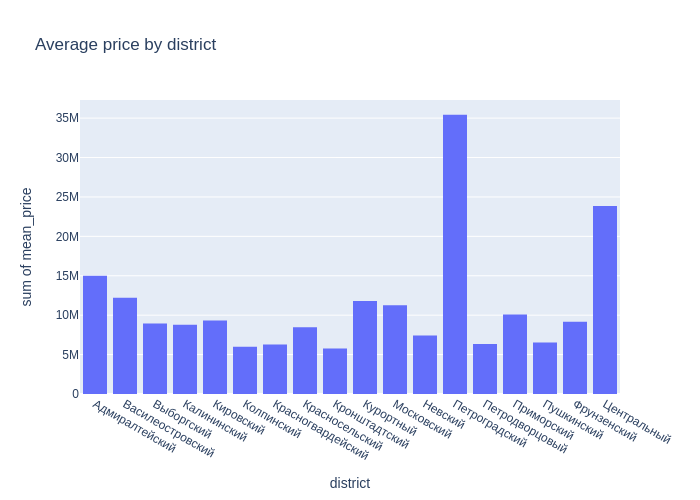 Average price by district
sum of mean_price
35M
30M
25M
20M
15M
10M
5M
0
Адмиралтейский
Василеостровский
Выборгский
Калининский
Кировский
Колпинский
Красногвардейский
Красносельский
Кронштадтский
Курортный
Московский
Невский
Петроградский
Петродворцовый
Приморский
Пушкинский
Фрунзенский
Центральный
district